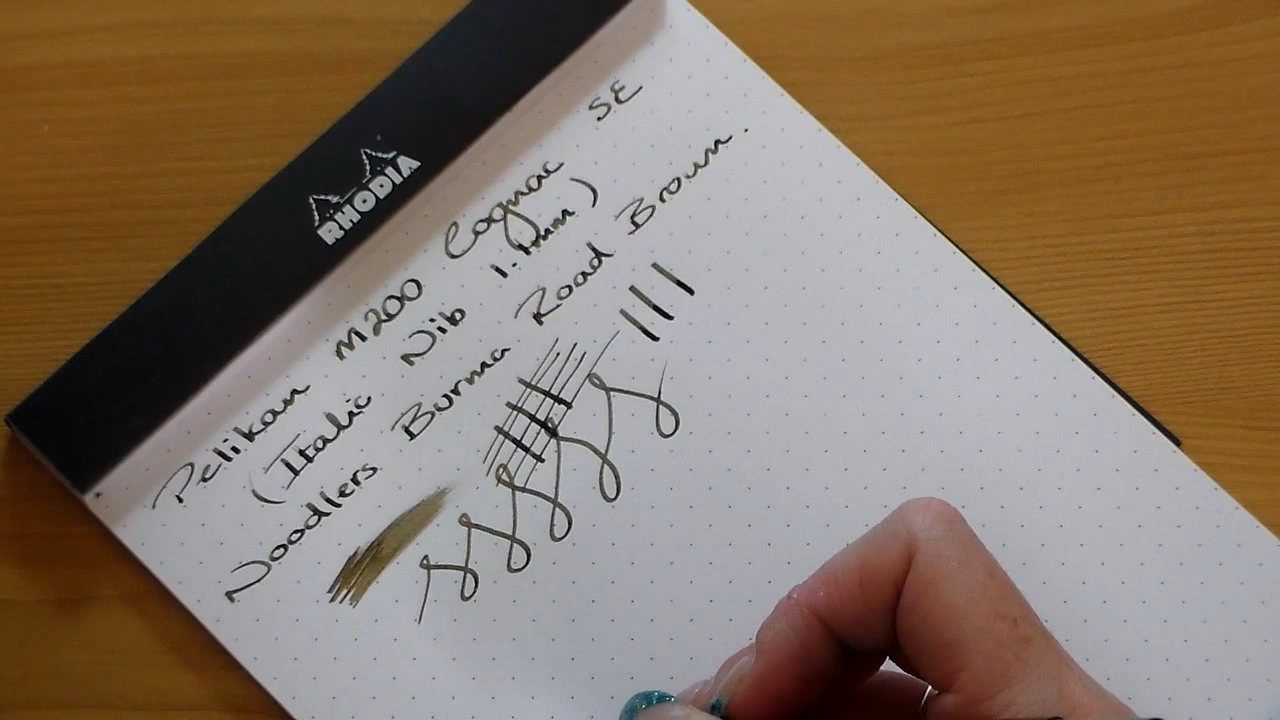 RHODIA
Pelikan M200 Cognac SE
(Italic Nib 1.1mm)
Noodlers Burma Road Brown.